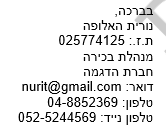 בברכה,
נורית האלופה
ת.ז.: 025774125
מנהלת בכירה
חברת הדגמה
דואר: nurit@gmail.com
טלפון: 04-8852369
טלפון נייד: 052-5244569